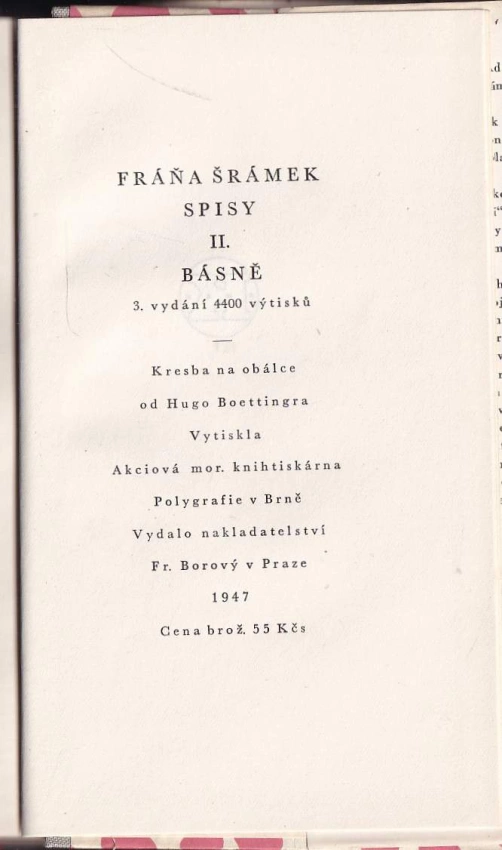 FRÁŇA ŠRÁMEK
SPISY
II.
BÁSNĚ
3. vydání 4400 výtisků
Kresba na obálce
od Hugo Boettingra
Vytiskla
Akciová mor. knihtiskárna
Polygrafie v Brně
Vydalo nakladatelství
Fr. Borový v Praze
1947
Cena brož. 55 Kčs